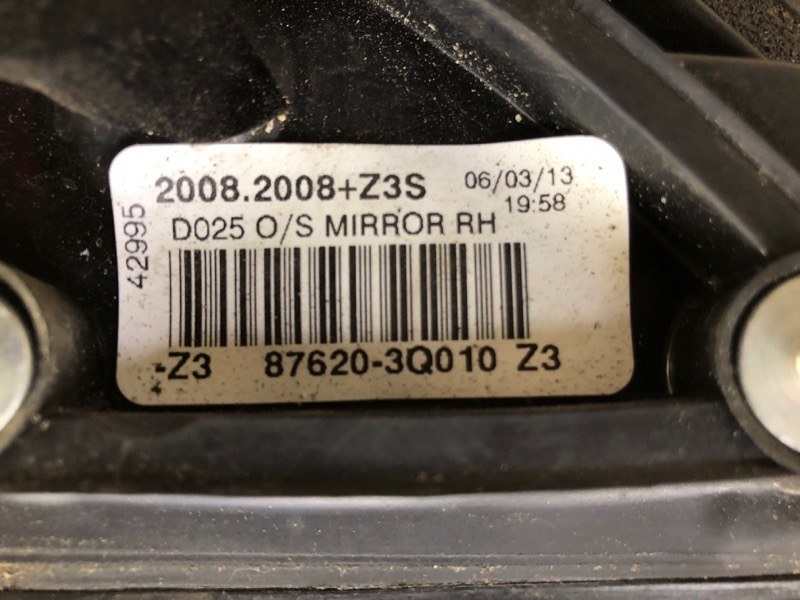 2008.2008+Z3S 06/03/13
19:58
D025 O/S MIRROR RH
42995
-Z3 87620-3Q010 Z3